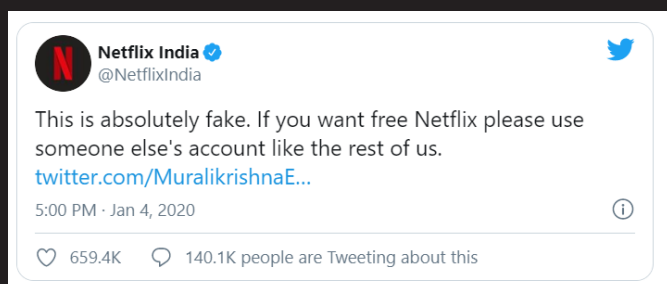 Netflix India
@NetflixIndia
This is absolutely fake. If you want free Netflix please use
someone else's account like the rest of us.
twitter.com/MuralikrishnaE...
5:00 PM · Jan 4, 2020
659.4K 140.1K people are Tweeting about this